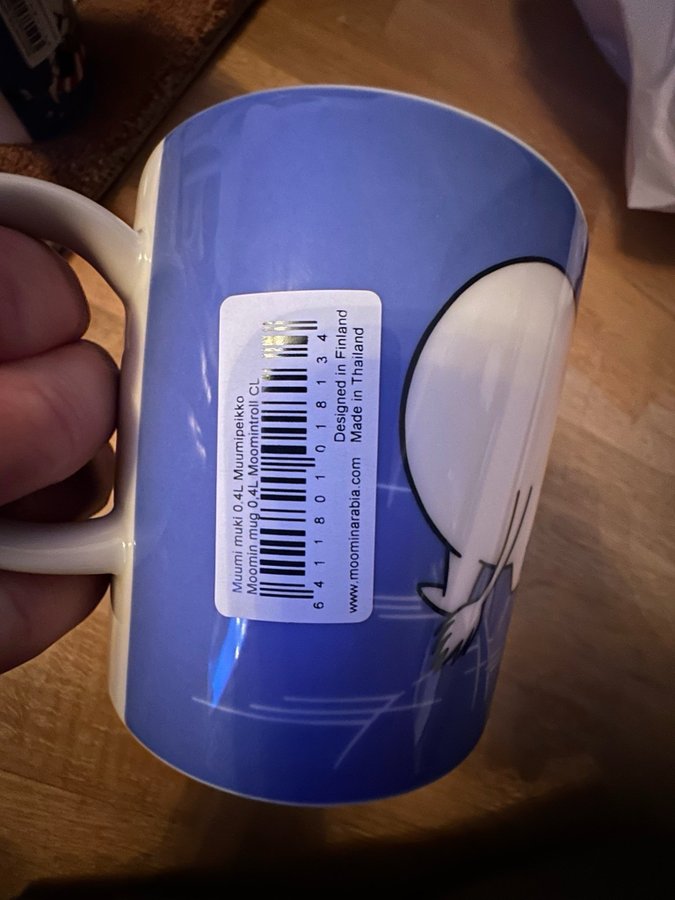 Muumi muki 0,4L Muumipeikko
Moomin mug 0,4L Moomintroll CL
6 411801 018134
Designed in Finland
www.moominarabia.com Made in Thailand